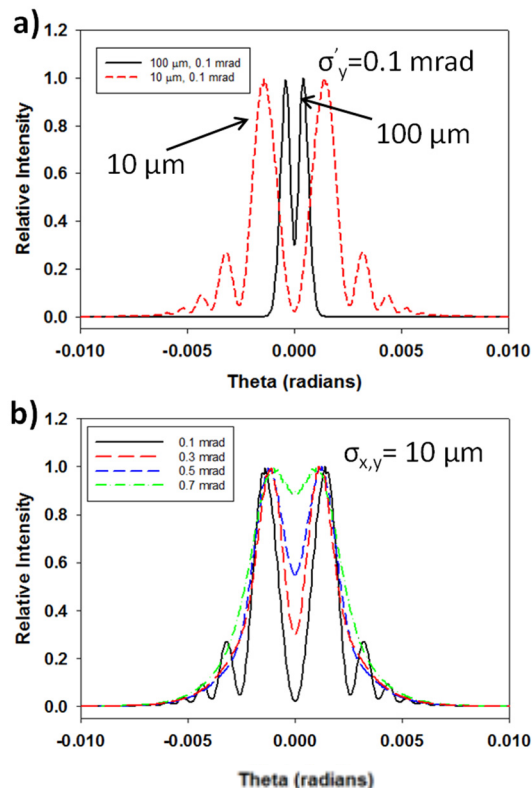 a)
1.2
1.0
0.8
0.6
0.4
0.2
0.0
Relative Intensity
100 µm, 0.1 mrad
10 µm, 0.1 mrad
σ′y=0.1 mrad
10 µm
100 µm
-0.010 -0.005 0.000 0.005 0.010
Theta (radians)
b)
1.2
1.0
0.8
0.6
0.4
0.2
0.0
Relative Intensity
0.1 mrad
0.3 mrad
0.5 mrad
0.7 mrad
σx,y= 10 µm
-0.010 -0.005 0.000 0.005 0.010
Theta (radians)